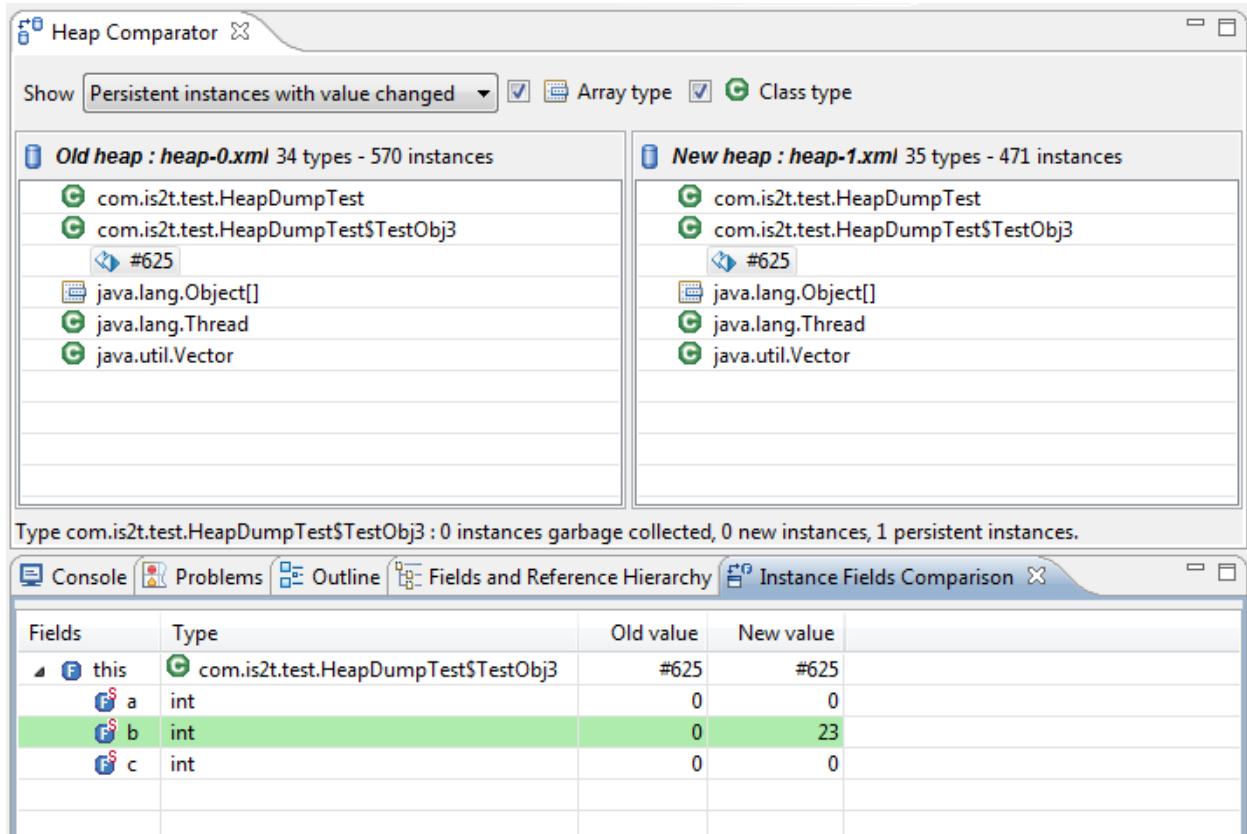 Heap Comparator
Show Persistent instances with value changed Array type Class type
Old heap : heap-0.xml 34 types - 570 instances
New heap : heap-1.xml 35 types - 471 instances
com.is2t.test.HeapDumpTest
com.is2t.test.HeapDumpTest$TestObj3
#625
java.lang.Object[]
java.lang.Thread
java.util.Vector
com.is2t.test.HeapDumpTest
com.is2t.test.HeapDumpTest$TestObj3
#625
java.lang.Object[]
java.lang.Thread
java.util.Vector
Type com.is2t.test.HeapDumpTest$TestObj3 : 0 instances garbage collected, 0 new instances, 1 persistent instances.
Console Problems Outline Fields and Reference Hierarchy Instance Fields Comparison
Fields Type Old value New value
this com.is2t.test.HeapDumpTest$TestObj3 #625 #625
a int 0 0
b int 0 23
c int 0 0